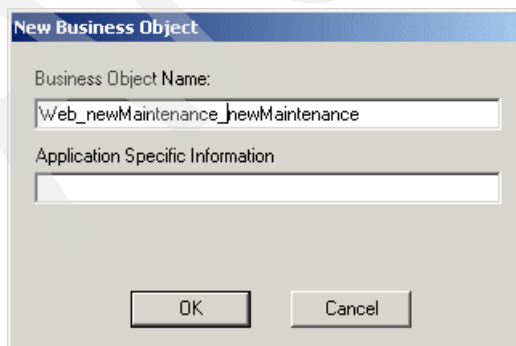 New Business Object
Business Object Name:
Web_newMaintenance_newMaintenance
Application Specific Information
OK
Cancel